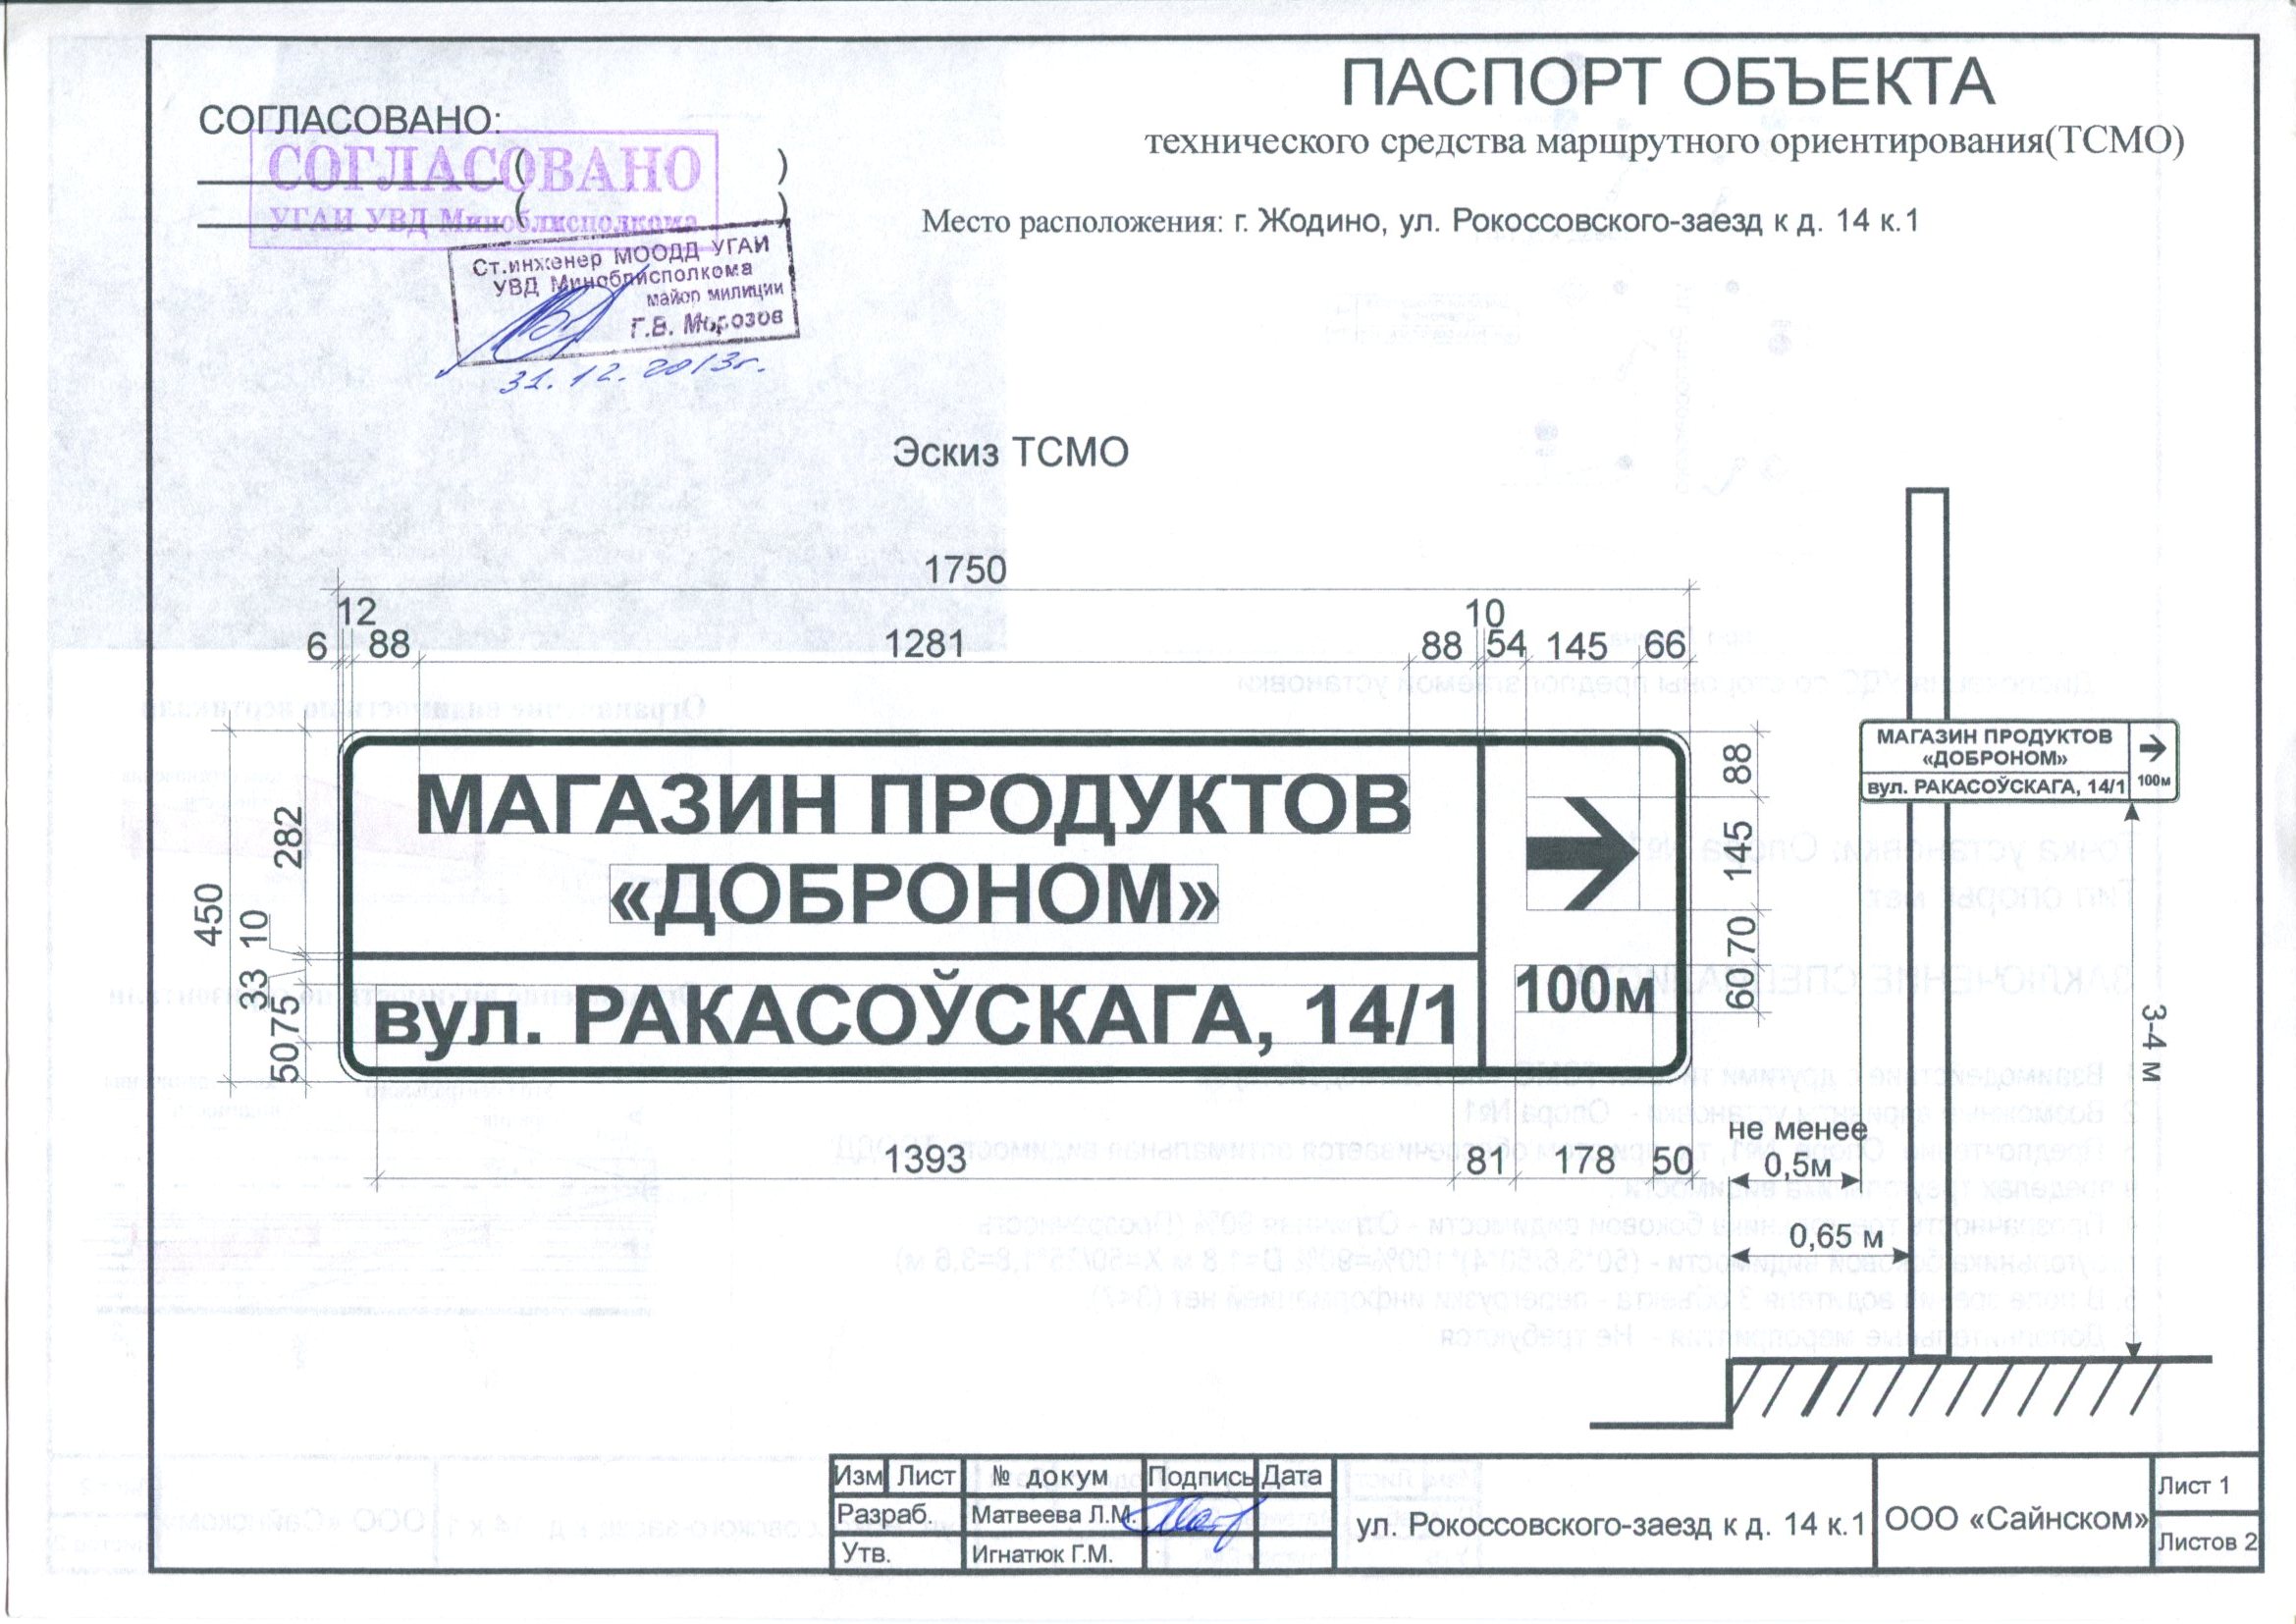 ПАСПОРТ ОБЪЕКТА
технического средства маршрутного ориентирования(ТСМО)
СОГЛАСОВАНО:
( )
( )
СОГЛАСОВАНО
УГАИ УВД Миноблисполкома
Ст.инженер МООДД УГАИ
УВД Миноблисполкома
майор милиции
Г.В. Морозов
31.12.2013г.
Место расположения: г. Жодино, ул. Рокоссовского-заезд к д. 14 к.1
Эскиз ТСМО
1750
12
10
6 88 1281 88 54 145 66
450
282
10
33
75
50
МАГАЗИН ПРОДУКТОВ
«ДОБРОНОМ»
вул. РАКАСОЎСКАГА, 14/1
100м
88
145
70
60
1393 81 178 50
МАГАЗИН ПРОДУКТОВ
«ДОБРОНОМ»
вул. РАКАСОЎСКАГА, 14/1
100м
3-4 м
не менее
0,5м
0,65 м
Изм Лист № докум Подпись Дата
Разраб. Матвеева Л.М.
Утв. Игнатюк Г.М.
ул. Рокоссовского-заезд к д. 14 к.1
ООО «Сайнском»
Лист 1
Листов 2